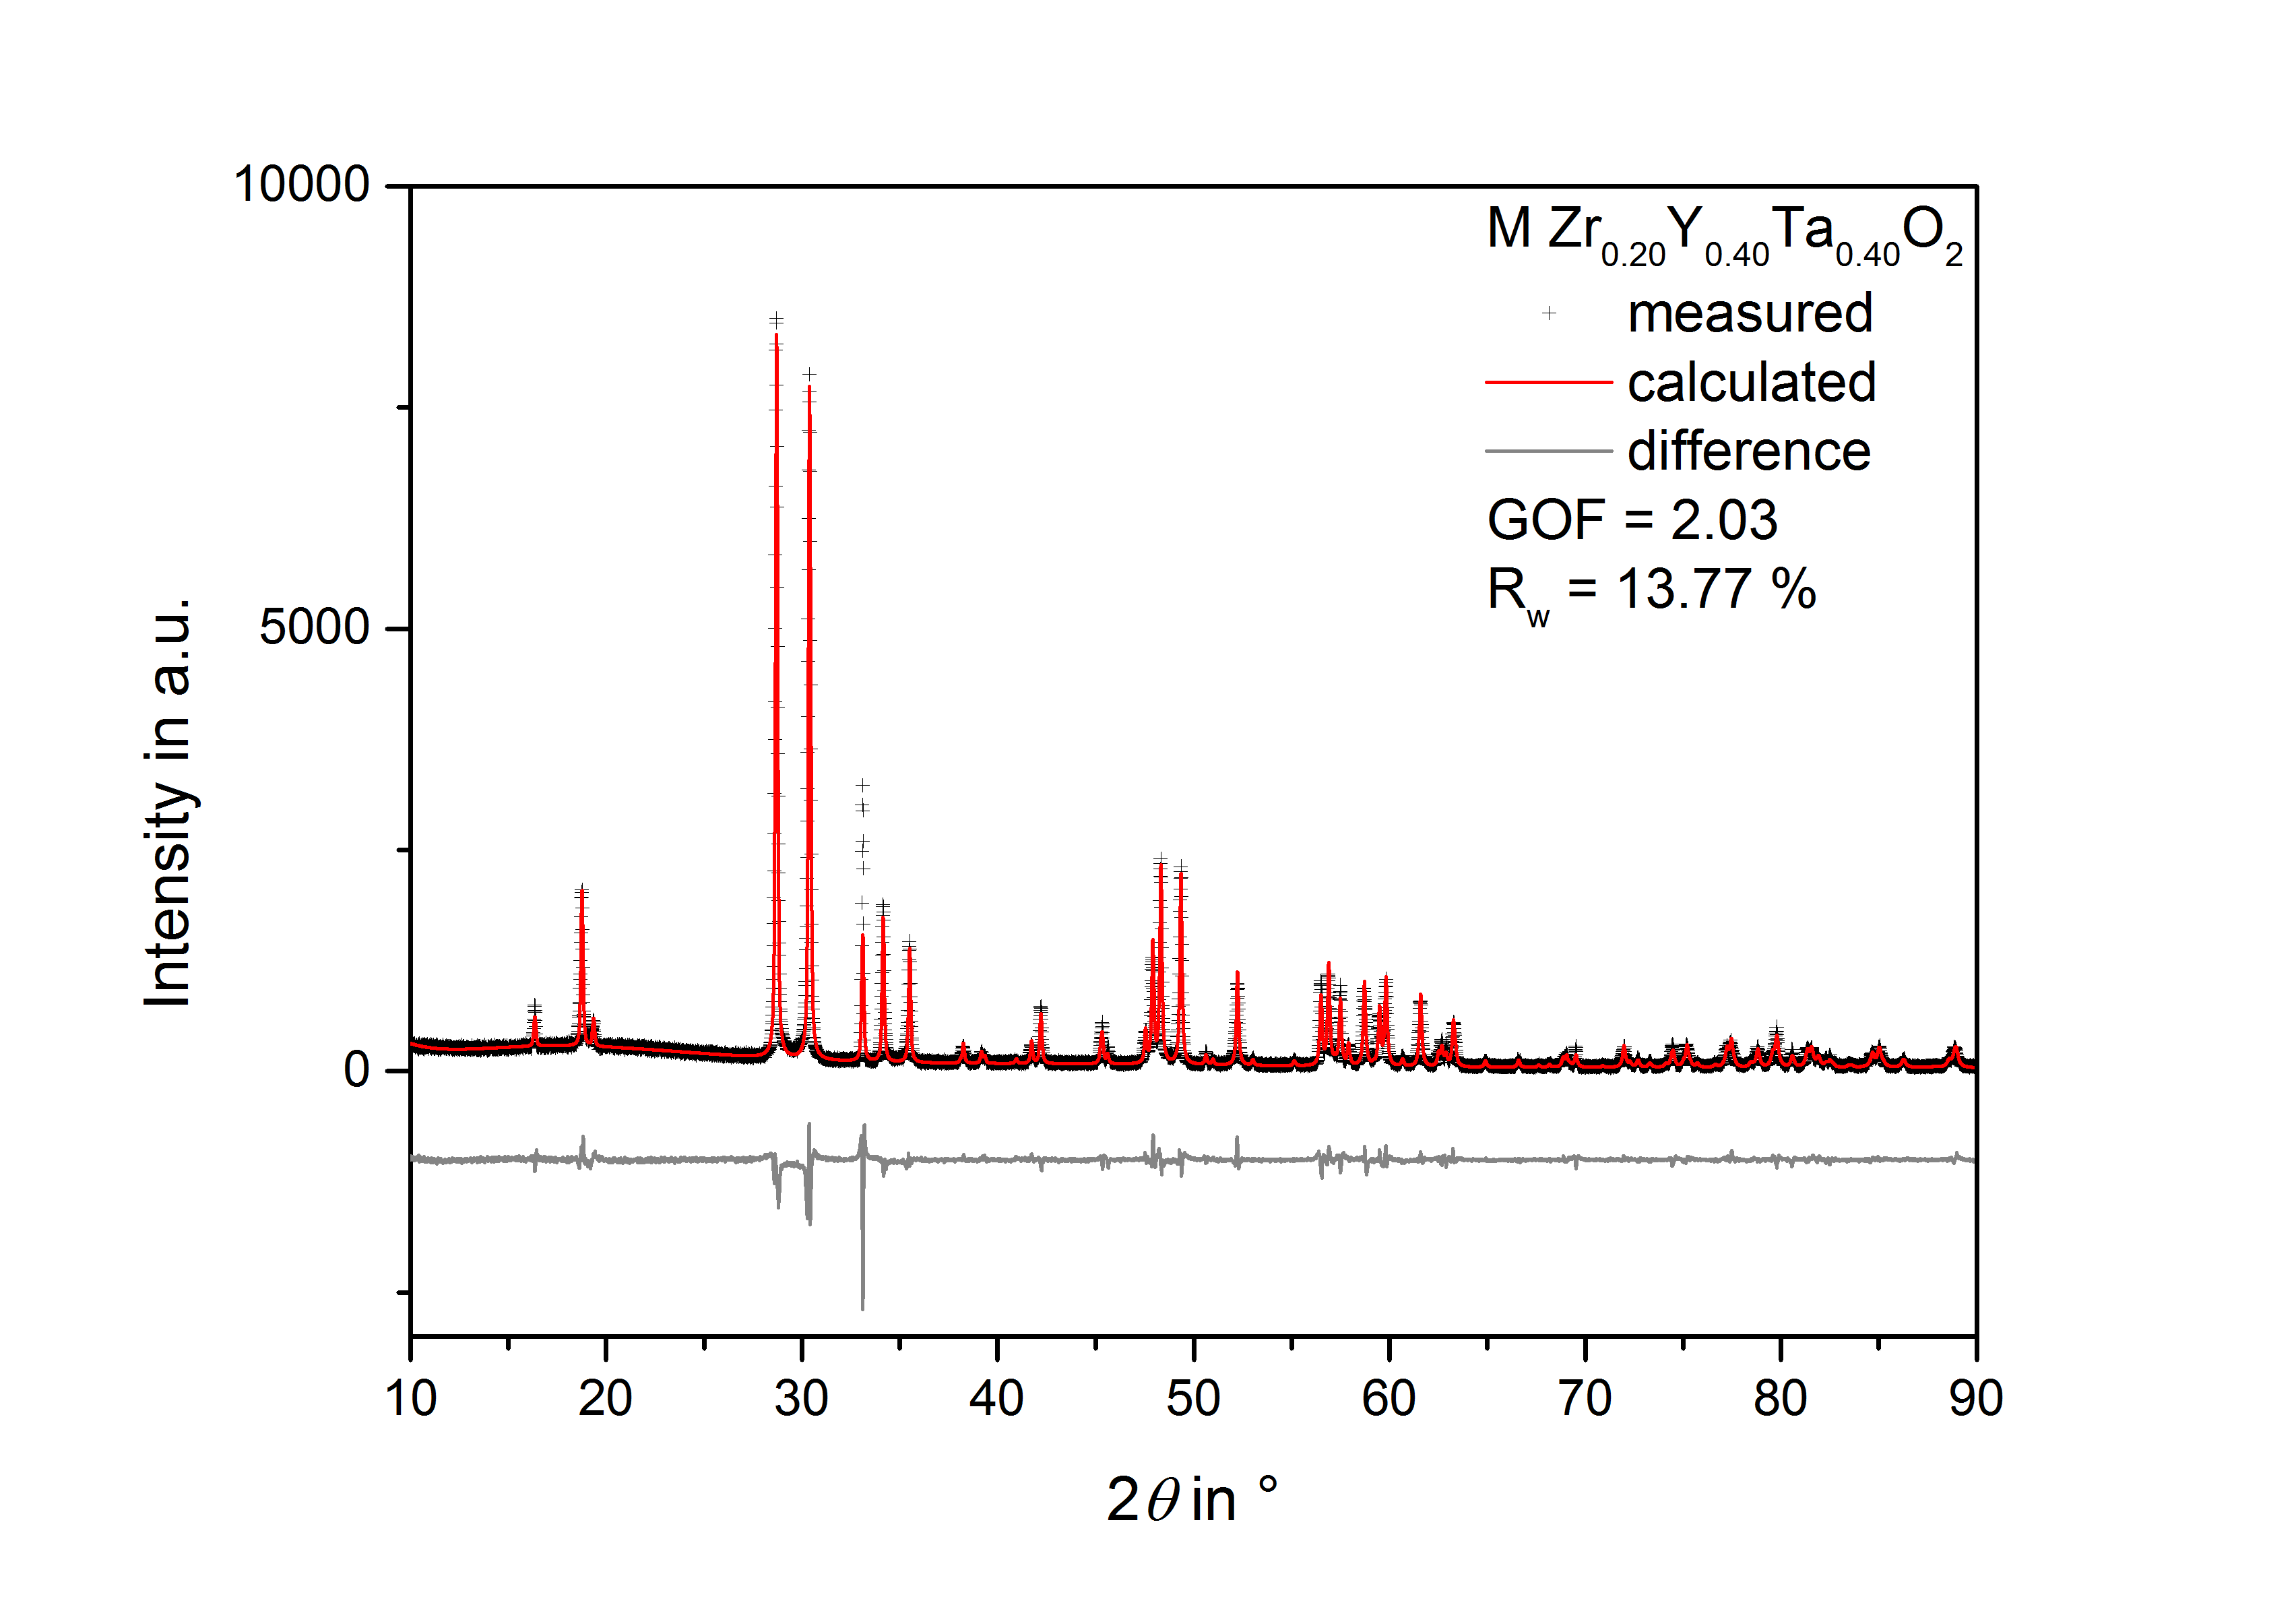 10000
5000
0
Intensity in a.u.
M Zr0.20Y0.40Ta0.40O2
measured
calculated
difference
GOF = 2.03
Rw = 13.77 %
10 20 30 40 50 60 70 80 90
2θ in °